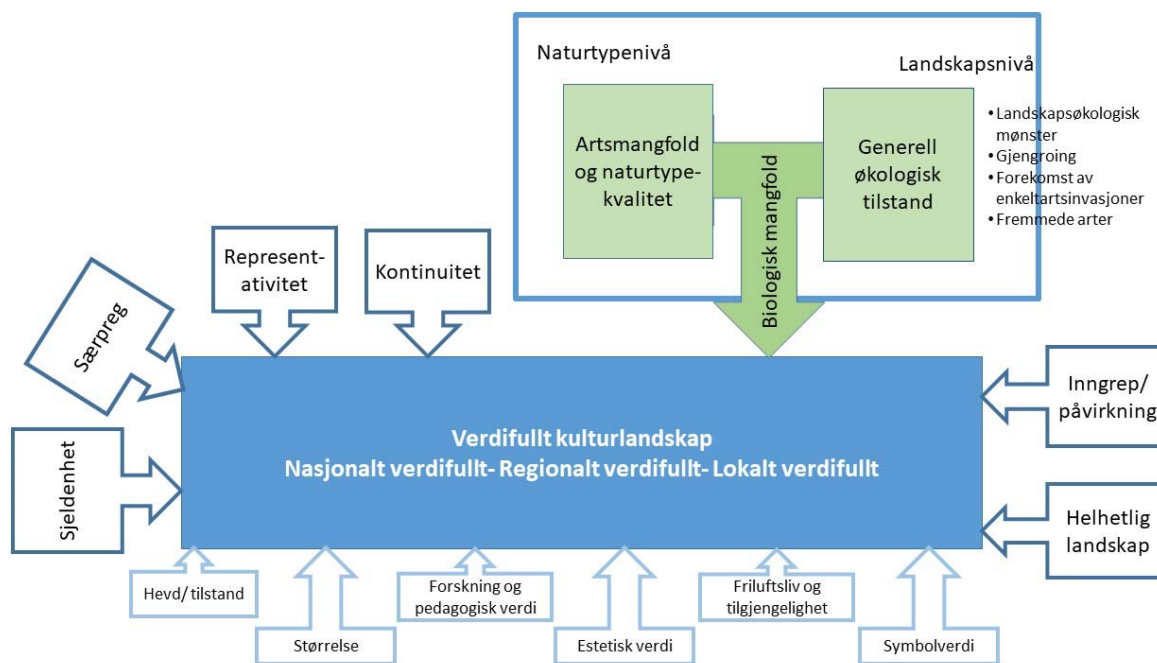 Naturtypenivå
Landskapsnivå
Artsmangfold
og naturtype-
kvalitet
Generell
økologisk
tilstand
• Landskapsøkologisk
mønster
• Gjengroing
• Forekomst av
enkeltartsinvasjoner
• Fremmede arter
Biologisk mangfold
Særpreg
Represent-
ativitet
Kontinuitet
Inngrep/
påvirkning
Sjeldenhet
Verdifullt kulturlandskap
Nasjonalt verdifullt- Regionalt verdifullt- Lokalt verdifullt
Helhetlig
landskap
Hevd/ tilstand
Størrelse
Forskning og
pedagogisk verdi
Estetisk verdi
Friluftsliv og
tilgjengelighet
Symbolverdi